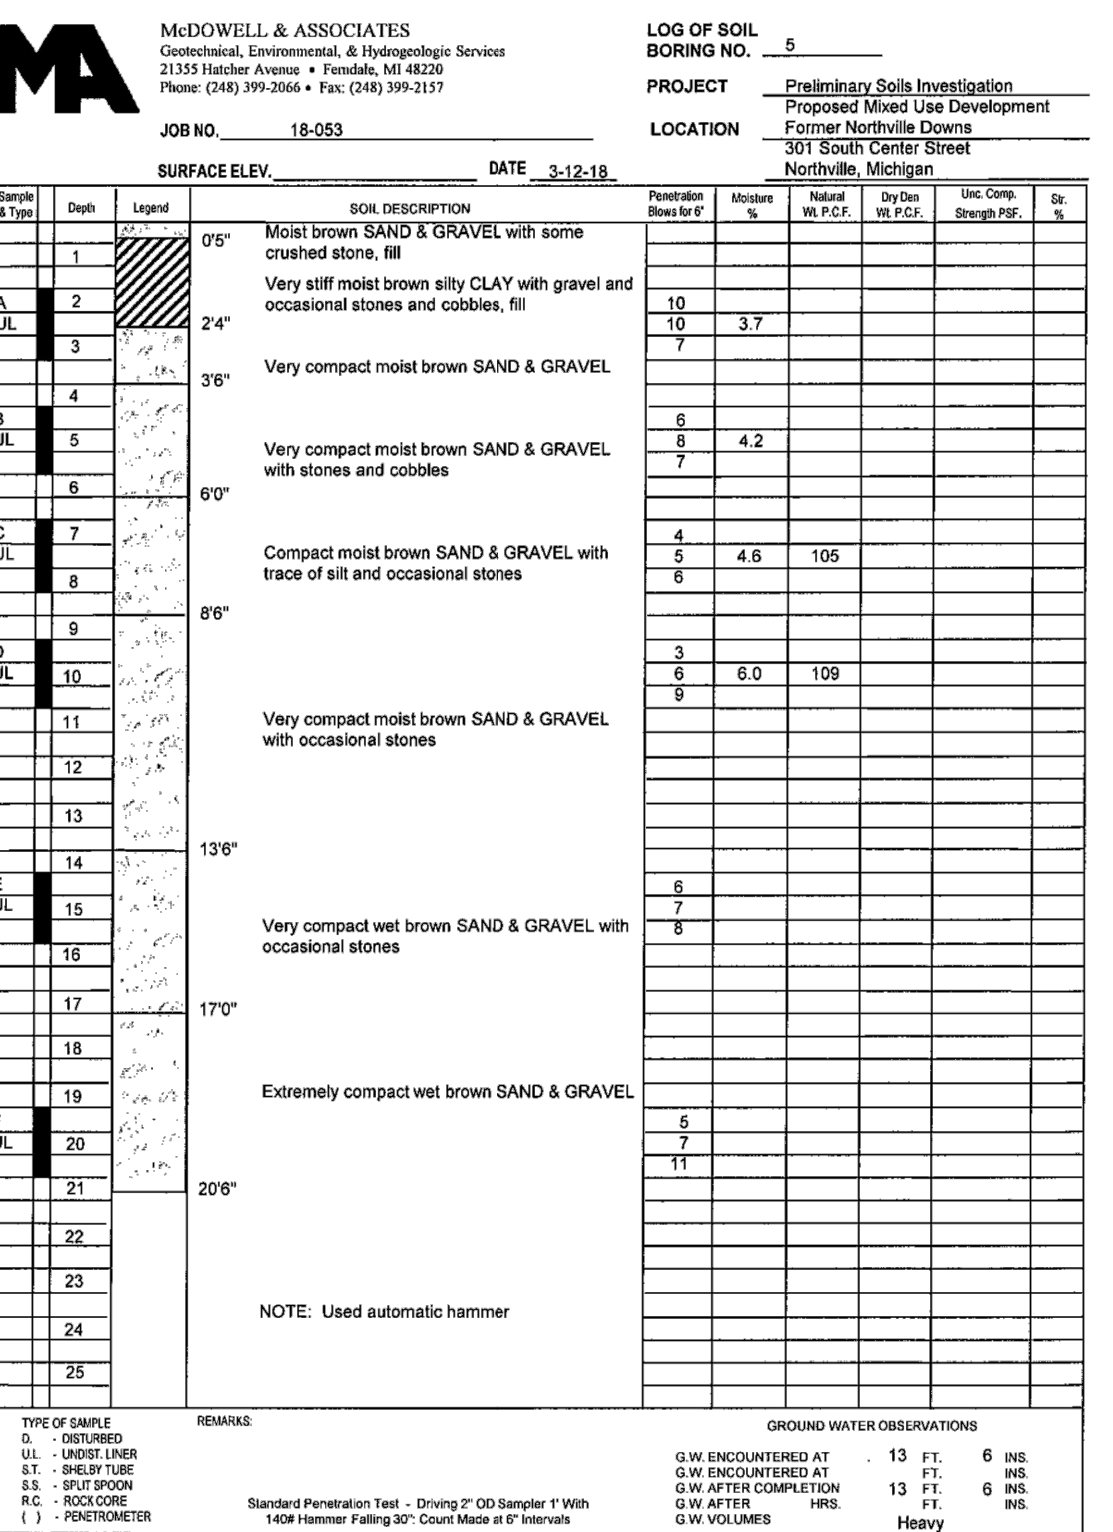 MA
McDOWELL & ASSOCIATES
Geotechnical, Environmental, & Hydrogeologic Services
21355 Hatcher Avenue • Ferndale, MI 48220
Phone: (248) 399-2066 • Fax: (248) 399-2157
JOB NO. 18-053
SURFACE ELEV. DATE 3-12-18
LOG OF SOIL
BORING NO. 5
PROJECT Preliminary Soils Investigation
Proposed Mixed Use Development
LOCATION Former Northville Downs
301 South Center Street
Northville, Michigan
Sample & Type Depth Legend SOIL DESCRIPTION Penetration Blows for 6" Moisture % Natural Wt. P.C.F. Dry Den Wt. P.C.F. Unc. Comp. Strength PSF. Str. %
0'5" Moist brown SAND & GRAVEL with some
1 crushed stone, fill
Very stiff moist brown silty CLAY with gravel and
A 2 occasional stones and cobbles, fill 10
UL 2'4" 10 3.7
3 7
3'6" Very compact moist brown SAND & GRAVEL
4
B 6
UL 5 Very compact moist brown SAND & GRAVEL 8 4.2
with stones and cobbles 7
6 6'0"
C 7 4
UL Compact moist brown SAND & GRAVEL with 5 4.6 105
8 trace of silt and occasional stones 6
8'6"
9
D 3
UL 10 6 6.0 109
9
11 Very compact moist brown SAND & GRAVEL
with occasional stones
12
13
13'6"
14
E 6
UL 15 7
Very compact wet brown SAND & GRAVEL with 8
16 occasional stones
17 17'0"
18
19 Extremely compact wet brown SAND & GRAVEL
5
UL 20 7
11
21 20'6"
22
23
NOTE: Used automatic hammer
24
25
TYPE OF SAMPLE
D. - DISTURBED
U.L. - UNDIST. LINER
S.T. - SHELBY TUBE
S.S. - SPLIT SPOON
R.C. - ROCK CORE
( ) - PENETROMETER
REMARKS:
Standard Penetration Test - Driving 2" OD Sampler 1' With
140# Hammer Falling 30": Count Made at 6" Intervals
GROUND WATER OBSERVATIONS
G.W. ENCOUNTERED AT 13 FT. 6 INS.
G.W. ENCOUNTERED AT FT. INS.
G.W. AFTER COMPLETION 13 FT. 6 INS.
G.W. AFTER HRS. FT. INS.
G.W. VOLUMES Heavy